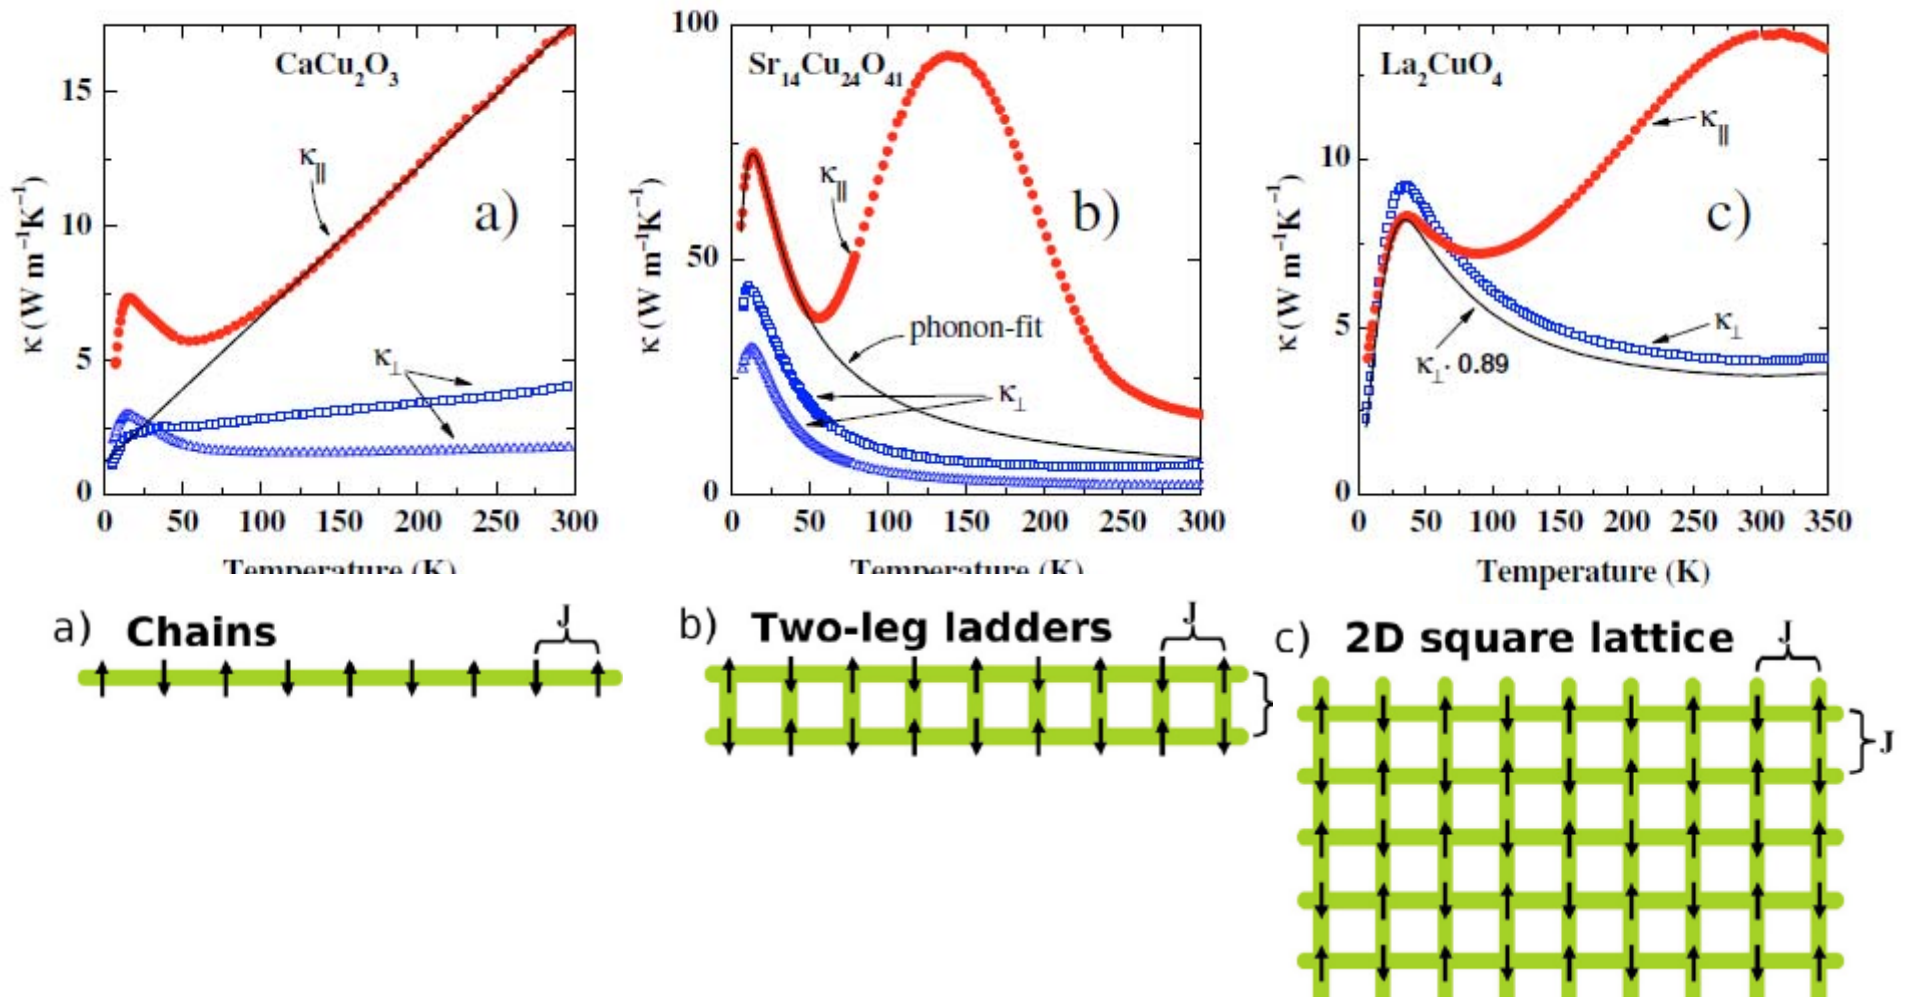 CaCu₂O₃
κ∥
a)
κ⊥
15
10
5
0
κ (W m⁻¹K⁻¹)
0 50 100 150 200 250 300
Temperature (K)
Sr₁₄Cu₂₄O₄₁
κ∥
b)
phonon-fit
κ⊥
100
50
0
κ (W m⁻¹K⁻¹)
0 50 100 150 200 250 300
Temperature (K)
La₂CuO₄
κ∥
c)
κ⊥
κ⊥· 0.89
10
5
0
κ (W m⁻¹K⁻¹)
0 50 100 150 200 250 300 350
Temperature (K)
a) Chains
J
b) Two-leg ladders
J
c) 2D square lattice
J
J